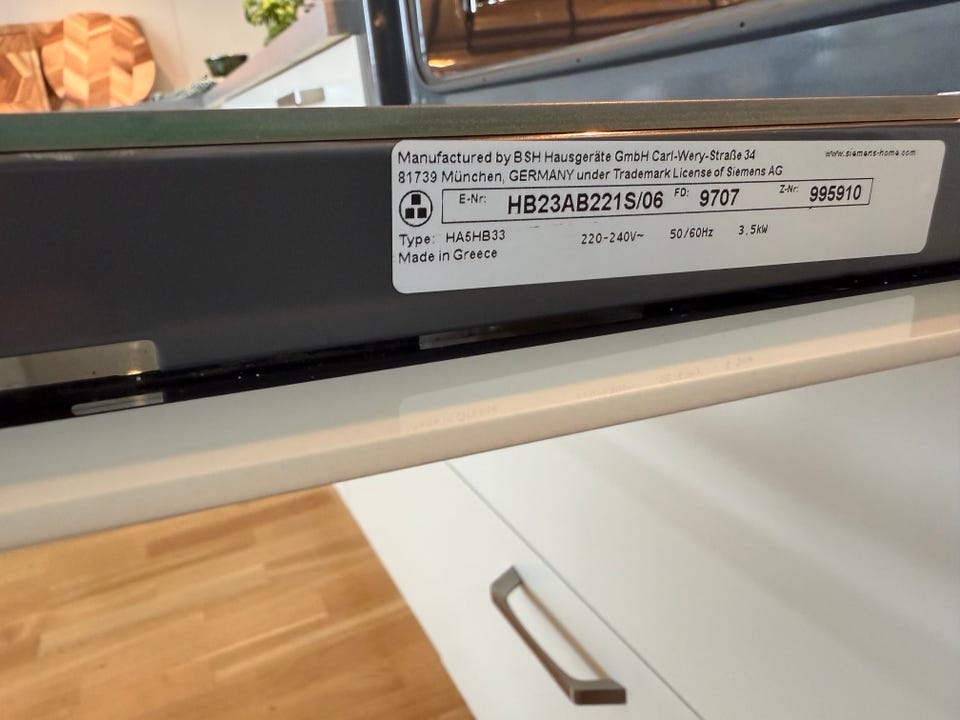 Manufactured by BSH Hausgeräte GmbH Carl-Wery-Straße 34
www.siemens-home.com
81739 München, GERMANY under Trademark License of Siemens AG
E-Nr: HB23AB221S/06 FD: 9707 Z-Nr: 995910
Type: HA5HB33 220-240V~ 50/60Hz 3,5kW
Made in Greece